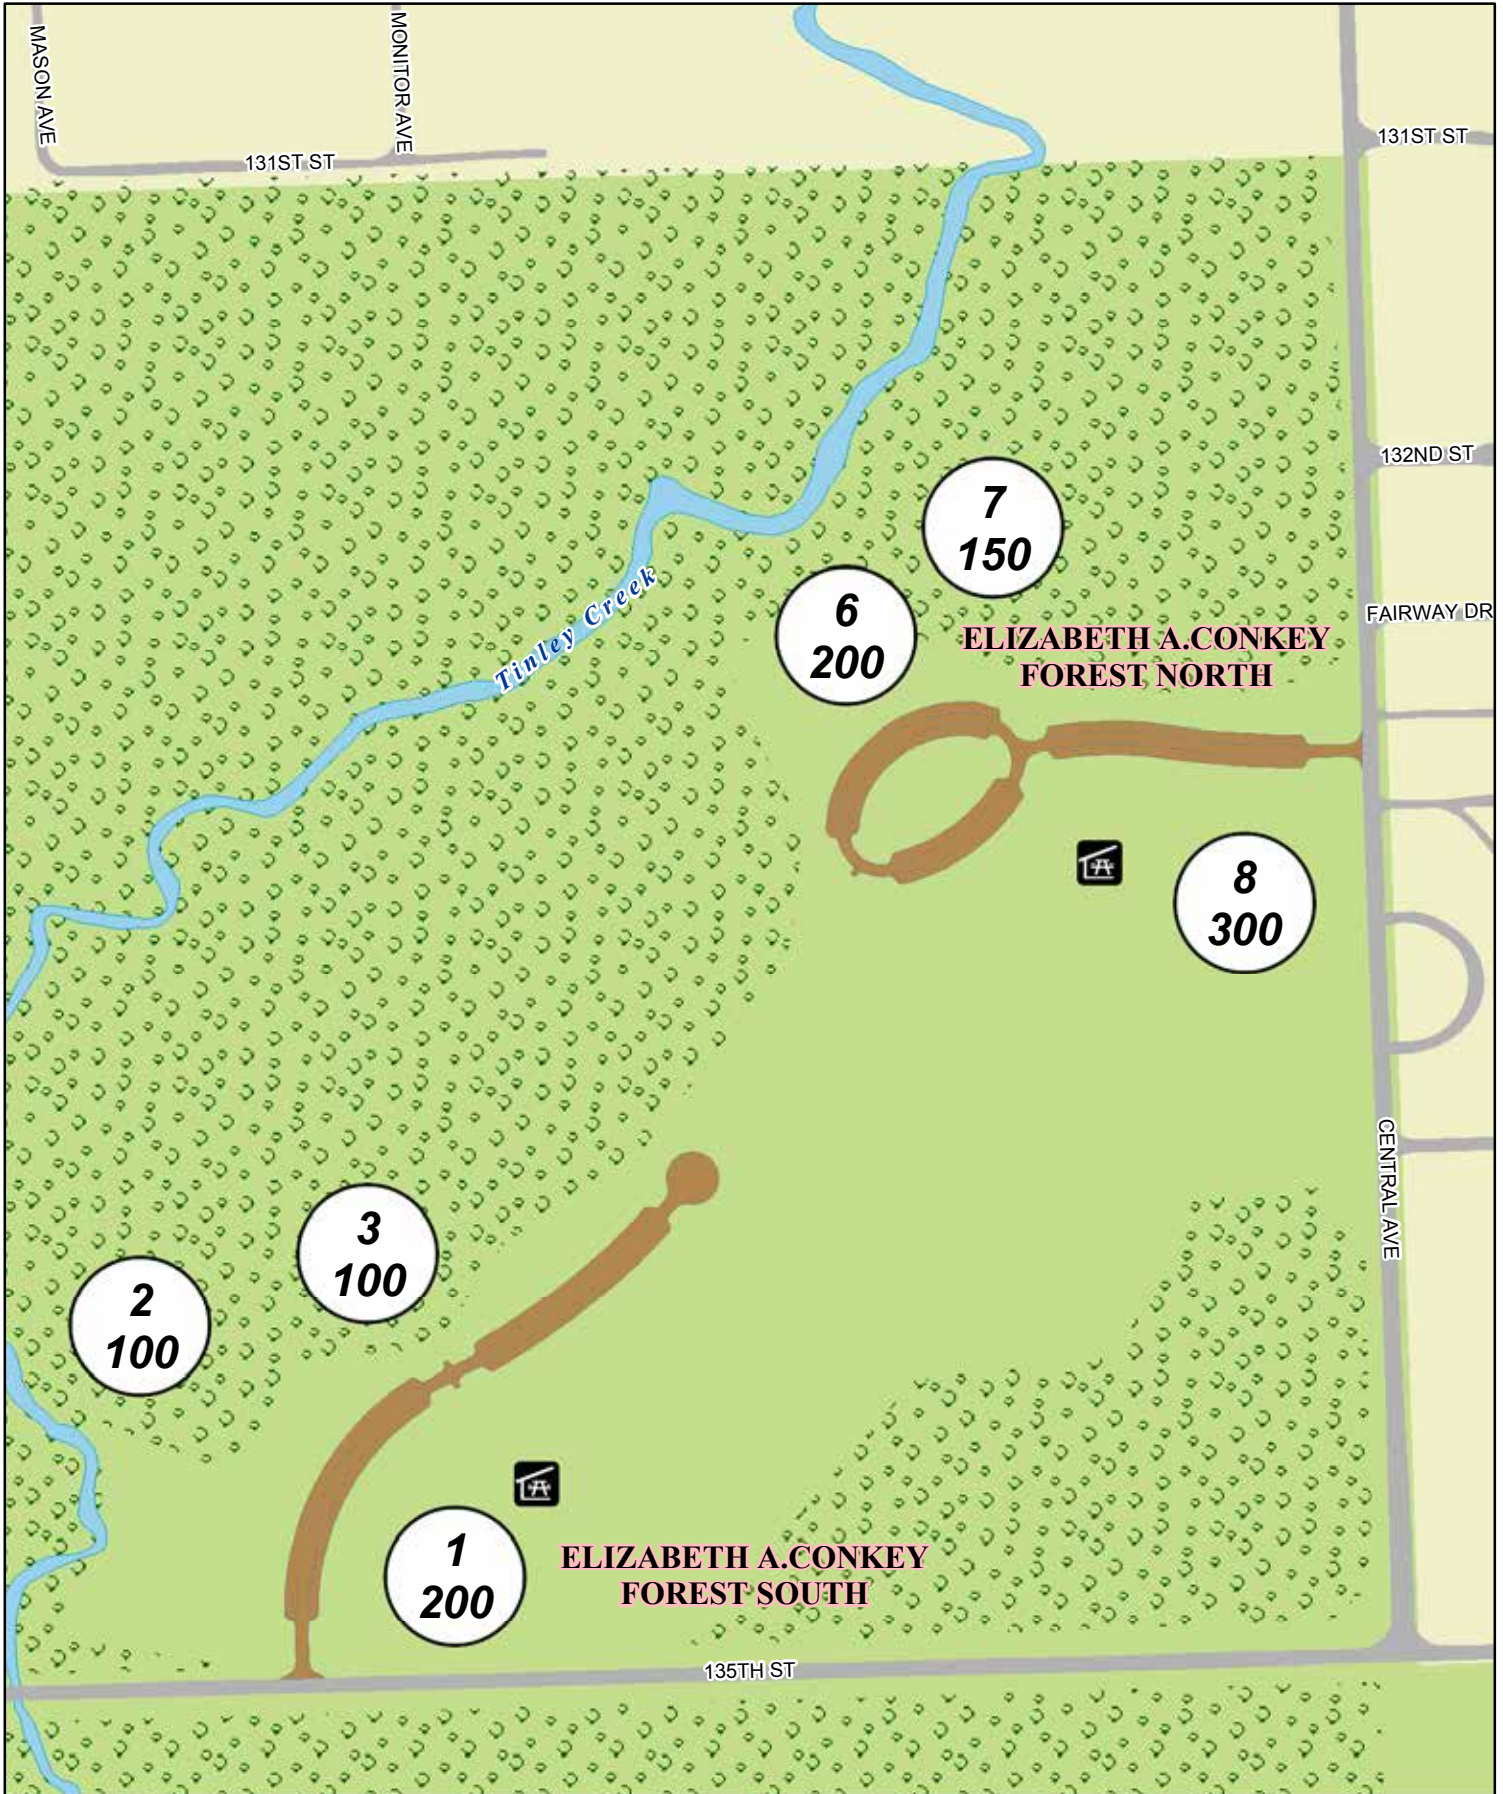 MASON AVE
MONITOR AVE
131ST ST
131ST ST
132ND ST
7
150
6
200
FAIRWAY DR
ELIZABETH A.CONKEY
FOREST NORTH
Tinley Creek
8
300
CENTRAL AVE
3
100
2
100
1
200
ELIZABETH A.CONKEY
FOREST SOUTH
135TH ST